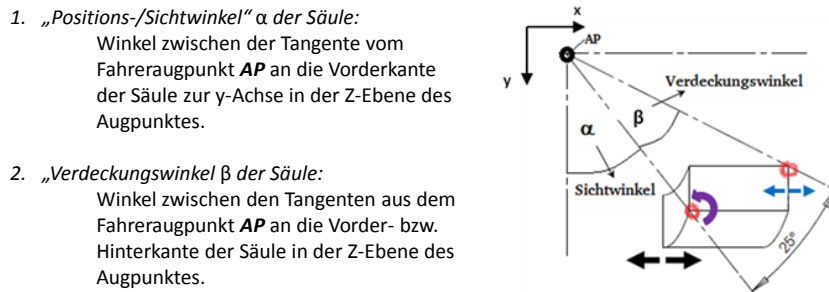 1. „Positions-/Sichtwinkel“ α der Säule:
Winkel zwischen der Tangente vom
Fahreraugpunkt AP an die Vorderkante
der Säule zur y-Achse in der Z-Ebene des
Augpunktes.
2. „Verdeckungswinkel β der Säule:
Winkel zwischen den Tangenten aus dem
Fahreraugpunkt AP an die Vorder- bzw.
Hinterkante der Säule in der Z-Ebene des
Augpunktes.
x
AP
y
Verdeckungswinkel
β
α
Sichtwinkel
25°